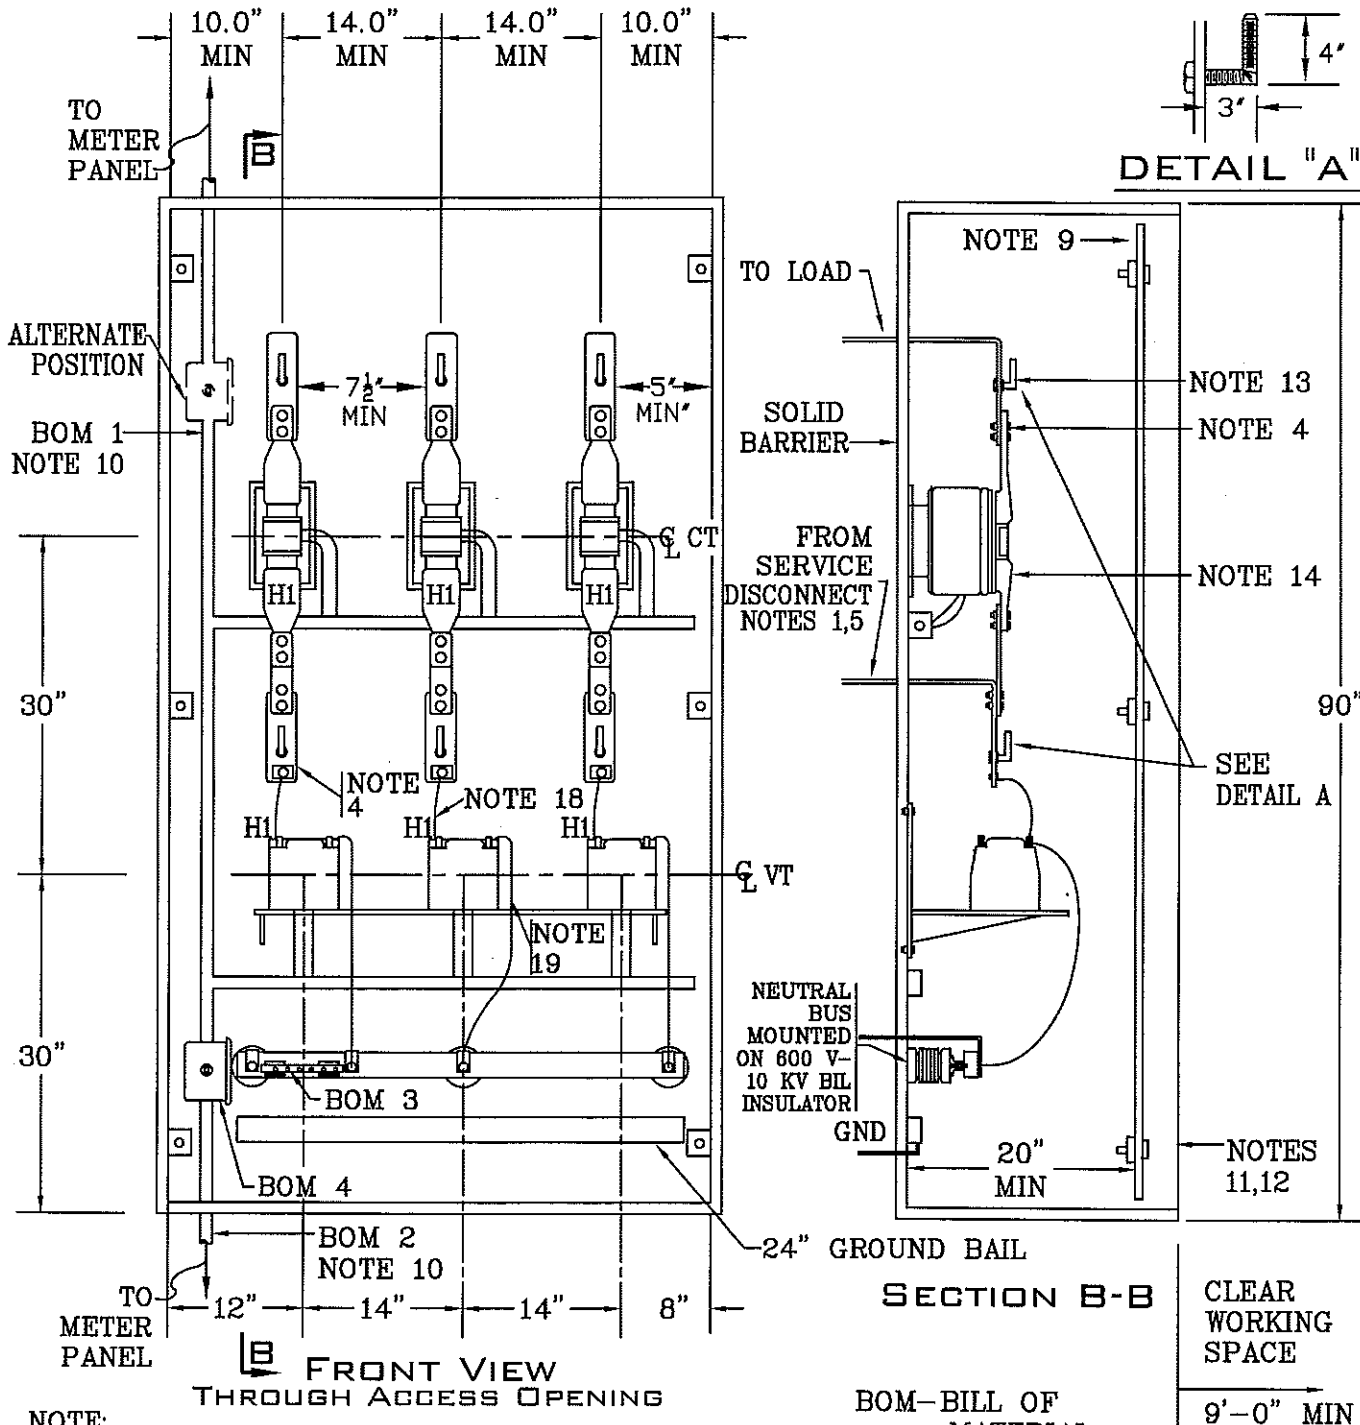 10.0"
MIN
14.0"
MIN
14.0"
MIN
10.0"
MIN
4"
3"
DETAIL "A"
TO
METER
PANEL
B
ALTERNATE
POSITION
BOM 1
NOTE 10
7½"
MIN
5"
MIN"
℄ CT
H1
H1
H1
30"
NOTE
4
NOTE 18
H1
H1
H1
℄ VT
NOTE
19
30"
BOM 3
BOM 4
BOM 2
NOTE 10
24" GROUND BAIL
TO
METER
PANEL
12"
14"
14"
8"
B
FRONT VIEW
THROUGH ACCESS OPENING
NOTE 9
TO LOAD
NOTE 13
SOLID
BARRIER
NOTE 4
FROM
SERVICE
DISCONNECT
NOTES 1,5
NOTE 14
90"
SEE
DETAIL A
NEUTRAL
BUS
MOUNTED
ON 600 V-
10 KV BIL
INSULATOR
GND
20"
MIN
NOTES
11,12
SECTION B-B
CLEAR
WORKING
SPACE
9'-0" MIN
BOM-BILL OF
MATERIAL
NOTE: